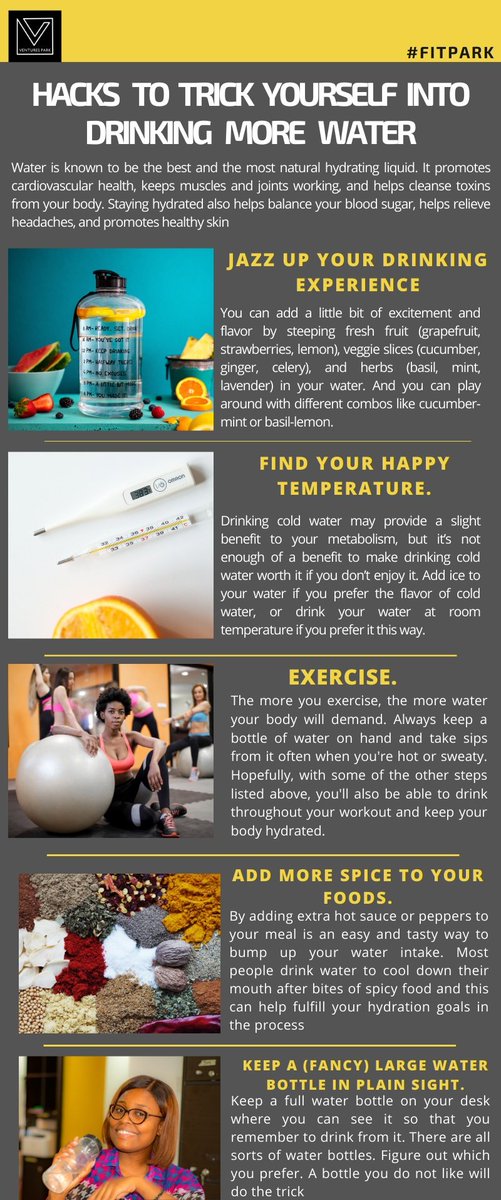 VENTURES PARK
#FITPARK
HACKS TO TRICK YOURSELF INTO
DRINKING MORE WATER
Water is known to be the best and the most natural hydrating liquid. It promotes
cardiovascular health, keeps muscles and joints working, and helps cleanse toxins
from your body. Staying hydrated also helps balance your blood sugar, helps relieve
headaches, and promotes healthy skin
JAZZ UP YOUR DRINKING
EXPERIENCE
You can add a little bit of excitement and
flavor by steeping fresh fruit (grapefruit,
strawberries, lemon), veggie slices (cucumber,
ginger, celery), and herbs (basil, mint,
lavender) in your water. And you can play
around with different combos like cucumber-
mint or basil-lemon.
FIND YOUR HAPPY
TEMPERATURE.
omron
32 34 36 38 40 42
33 35 37 39 41 °C
Drinking cold water may provide a slight
benefit to your metabolism, but it's not
enough of a benefit to make drinking cold
water worth it if you don't enjoy it. Add ice to
your water if you prefer the flavor of cold
water, or drink your water at room
temperature if you prefer it this way.
EXERCISE.
The more you exercise, the more water
your body will demand. Always keep a
bottle of water on hand and take sips
from it often when you're hot or sweaty.
Hopefully, with some of the other steps
listed above, you'll also be able to drink
throughout your workout and keep your
body hydrated.
ADD MORE SPICE TO YOUR
FOODS.
By adding extra hot sauce or peppers to
your meal is an easy and tasty way to
bump up your water intake. Most
people drink water to cool down their
mouth after bites of spicy food and this
can help fulfill your hydration goals in
the process
KEEP A (FANCY) LARGE WATER
BOTTLE IN PLAIN SIGHT.
Keep a full water bottle on your desk
where you can see it so that you
remember to drink from it. There are all
sorts of water bottles. Figure out which
you prefer. A bottle you do not like will
do the trick